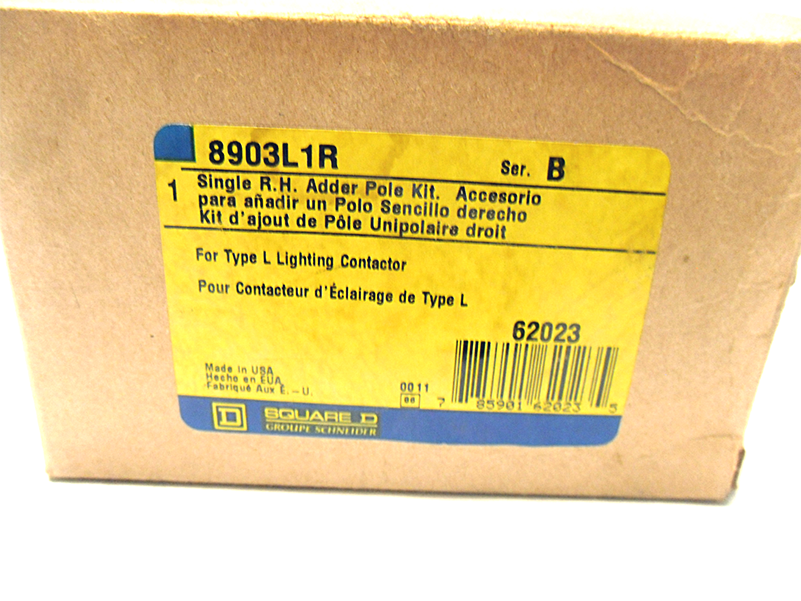 8903L1R Ser. B
1 Single R.H. Adder Pole Kit. Accesorio
para añadir un Polo Sencillo derecho
Kit d'ajout de Pôle Unipolaire droit
For Type L Lighting Contactor
Pour Contacteur d'Éclairage de Type L
62023
Made in USA
Hecho en EUA
Fabriqué Aux É.-U.
0011
7 85901 62023 5
D SQUARE D
GROUPE SCHNEIDER